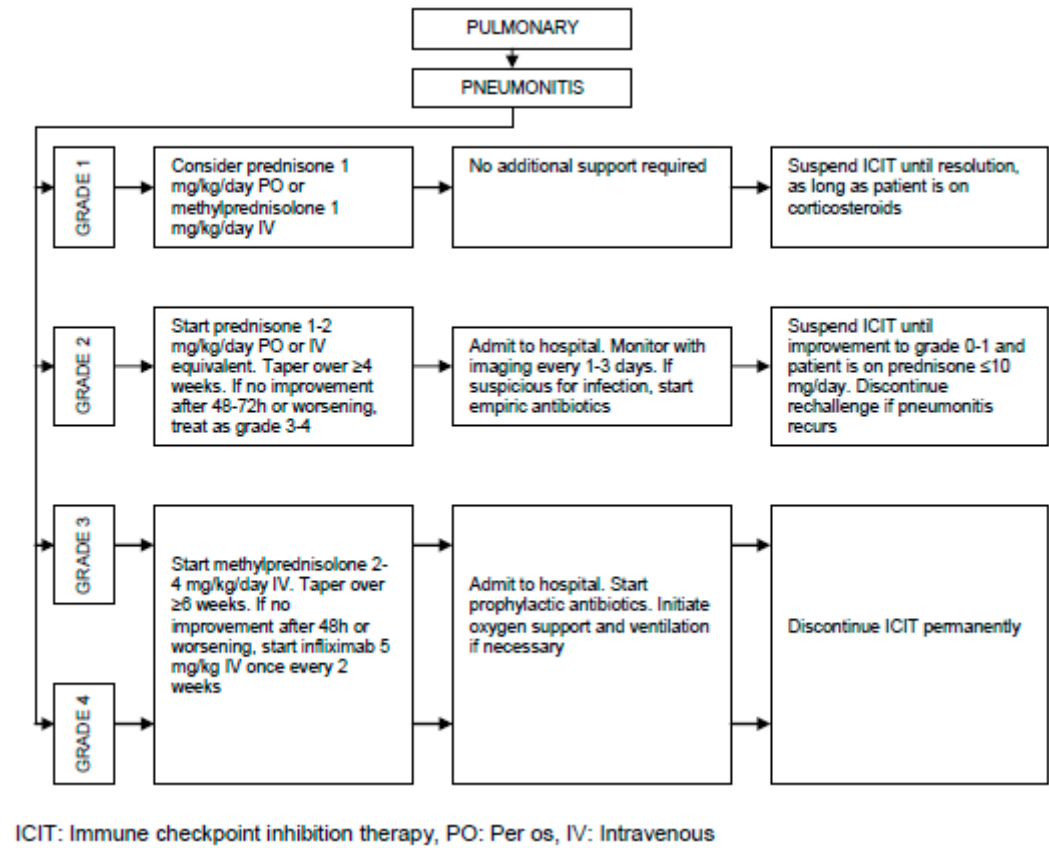 PULMONARY
PNEUMONITIS
GRADE 1
Consider prednisone 1
mg/kg/day PO or
methylprednisolone 1
mg/kg/day IV
No additional support required
Suspend ICIT until resolution,
as long as patient is on
corticosteroids
GRADE 2
Start prednisone 1-2
mg/kg/day PO or IV
equivalent. Taper over ≥4
weeks. If no improvement
after 48-72h or worsening,
treat as grade 3-4
Admit to hospital. Monitor with
imaging every 1-3 days. If
suspicious for infection, start
empiric antibiotics
Suspend ICIT until
improvement to grade 0-1 and
patient is on prednisone ≤10
mg/day. Discontinue
rechallenge if pneumonitis
recurs
GRADE 3
GRADE 4
Start methylprednisolone 2-
4 mg/kg/day IV. Taper over
≥6 weeks. If no
improvement after 48h or
worsening, start infliximab 5
mg/kg IV once every 2
weeks
Admit to hospital. Start
prophylactic antibiotics. Initiate
oxygen support and ventilation
if necessary
Discontinue ICIT permanently
ICIT: Immune checkpoint inhibition therapy, PO: Per os, IV: Intravenous